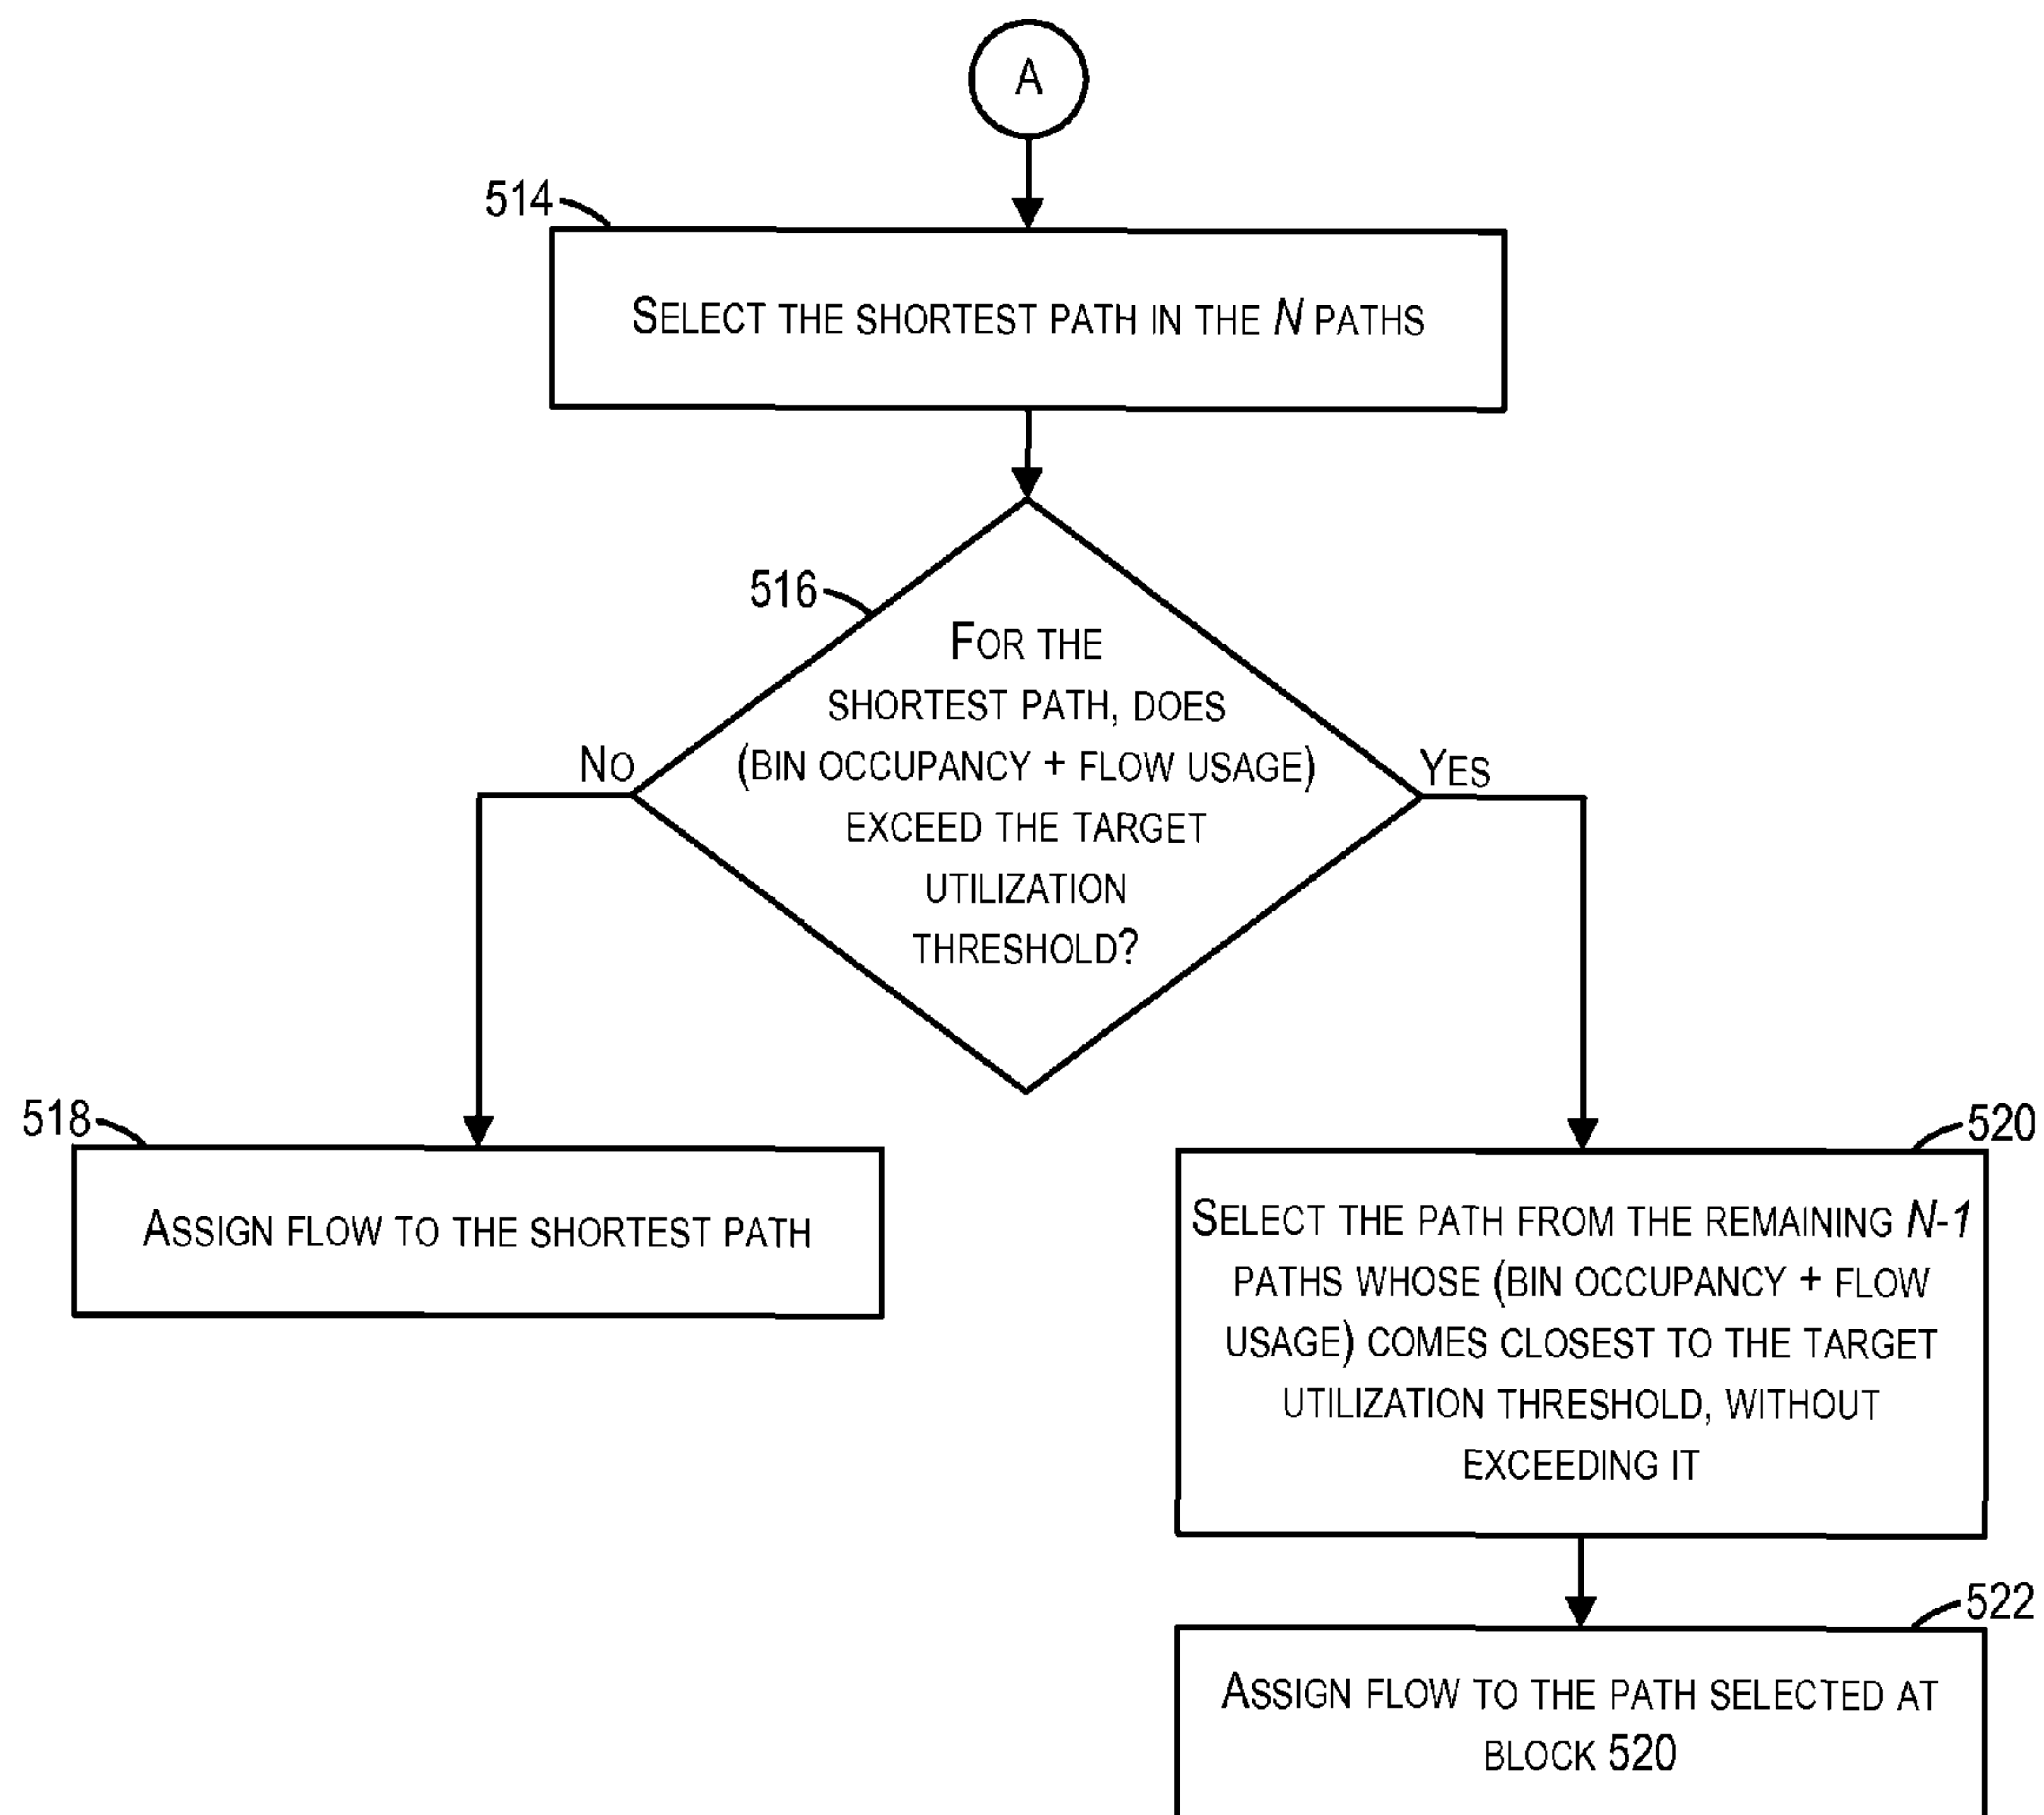 A
514
SELECT THE SHORTEST PATH IN THE N PATHS
516
FOR THE
SHORTEST PATH, DOES
(BIN OCCUPANCY + FLOW USAGE)
EXCEED THE TARGET
UTILIZATION
THRESHOLD?
NO
YES
518
ASSIGN FLOW TO THE SHORTEST PATH
520
SELECT THE PATH FROM THE REMAINING N-1
PATHS WHOSE (BIN OCCUPANCY + FLOW
USAGE) COMES CLOSEST TO THE TARGET
UTILIZATION THRESHOLD, WITHOUT
EXCEEDING IT
522
ASSIGN FLOW TO THE PATH SELECTED AT
BLOCK 520